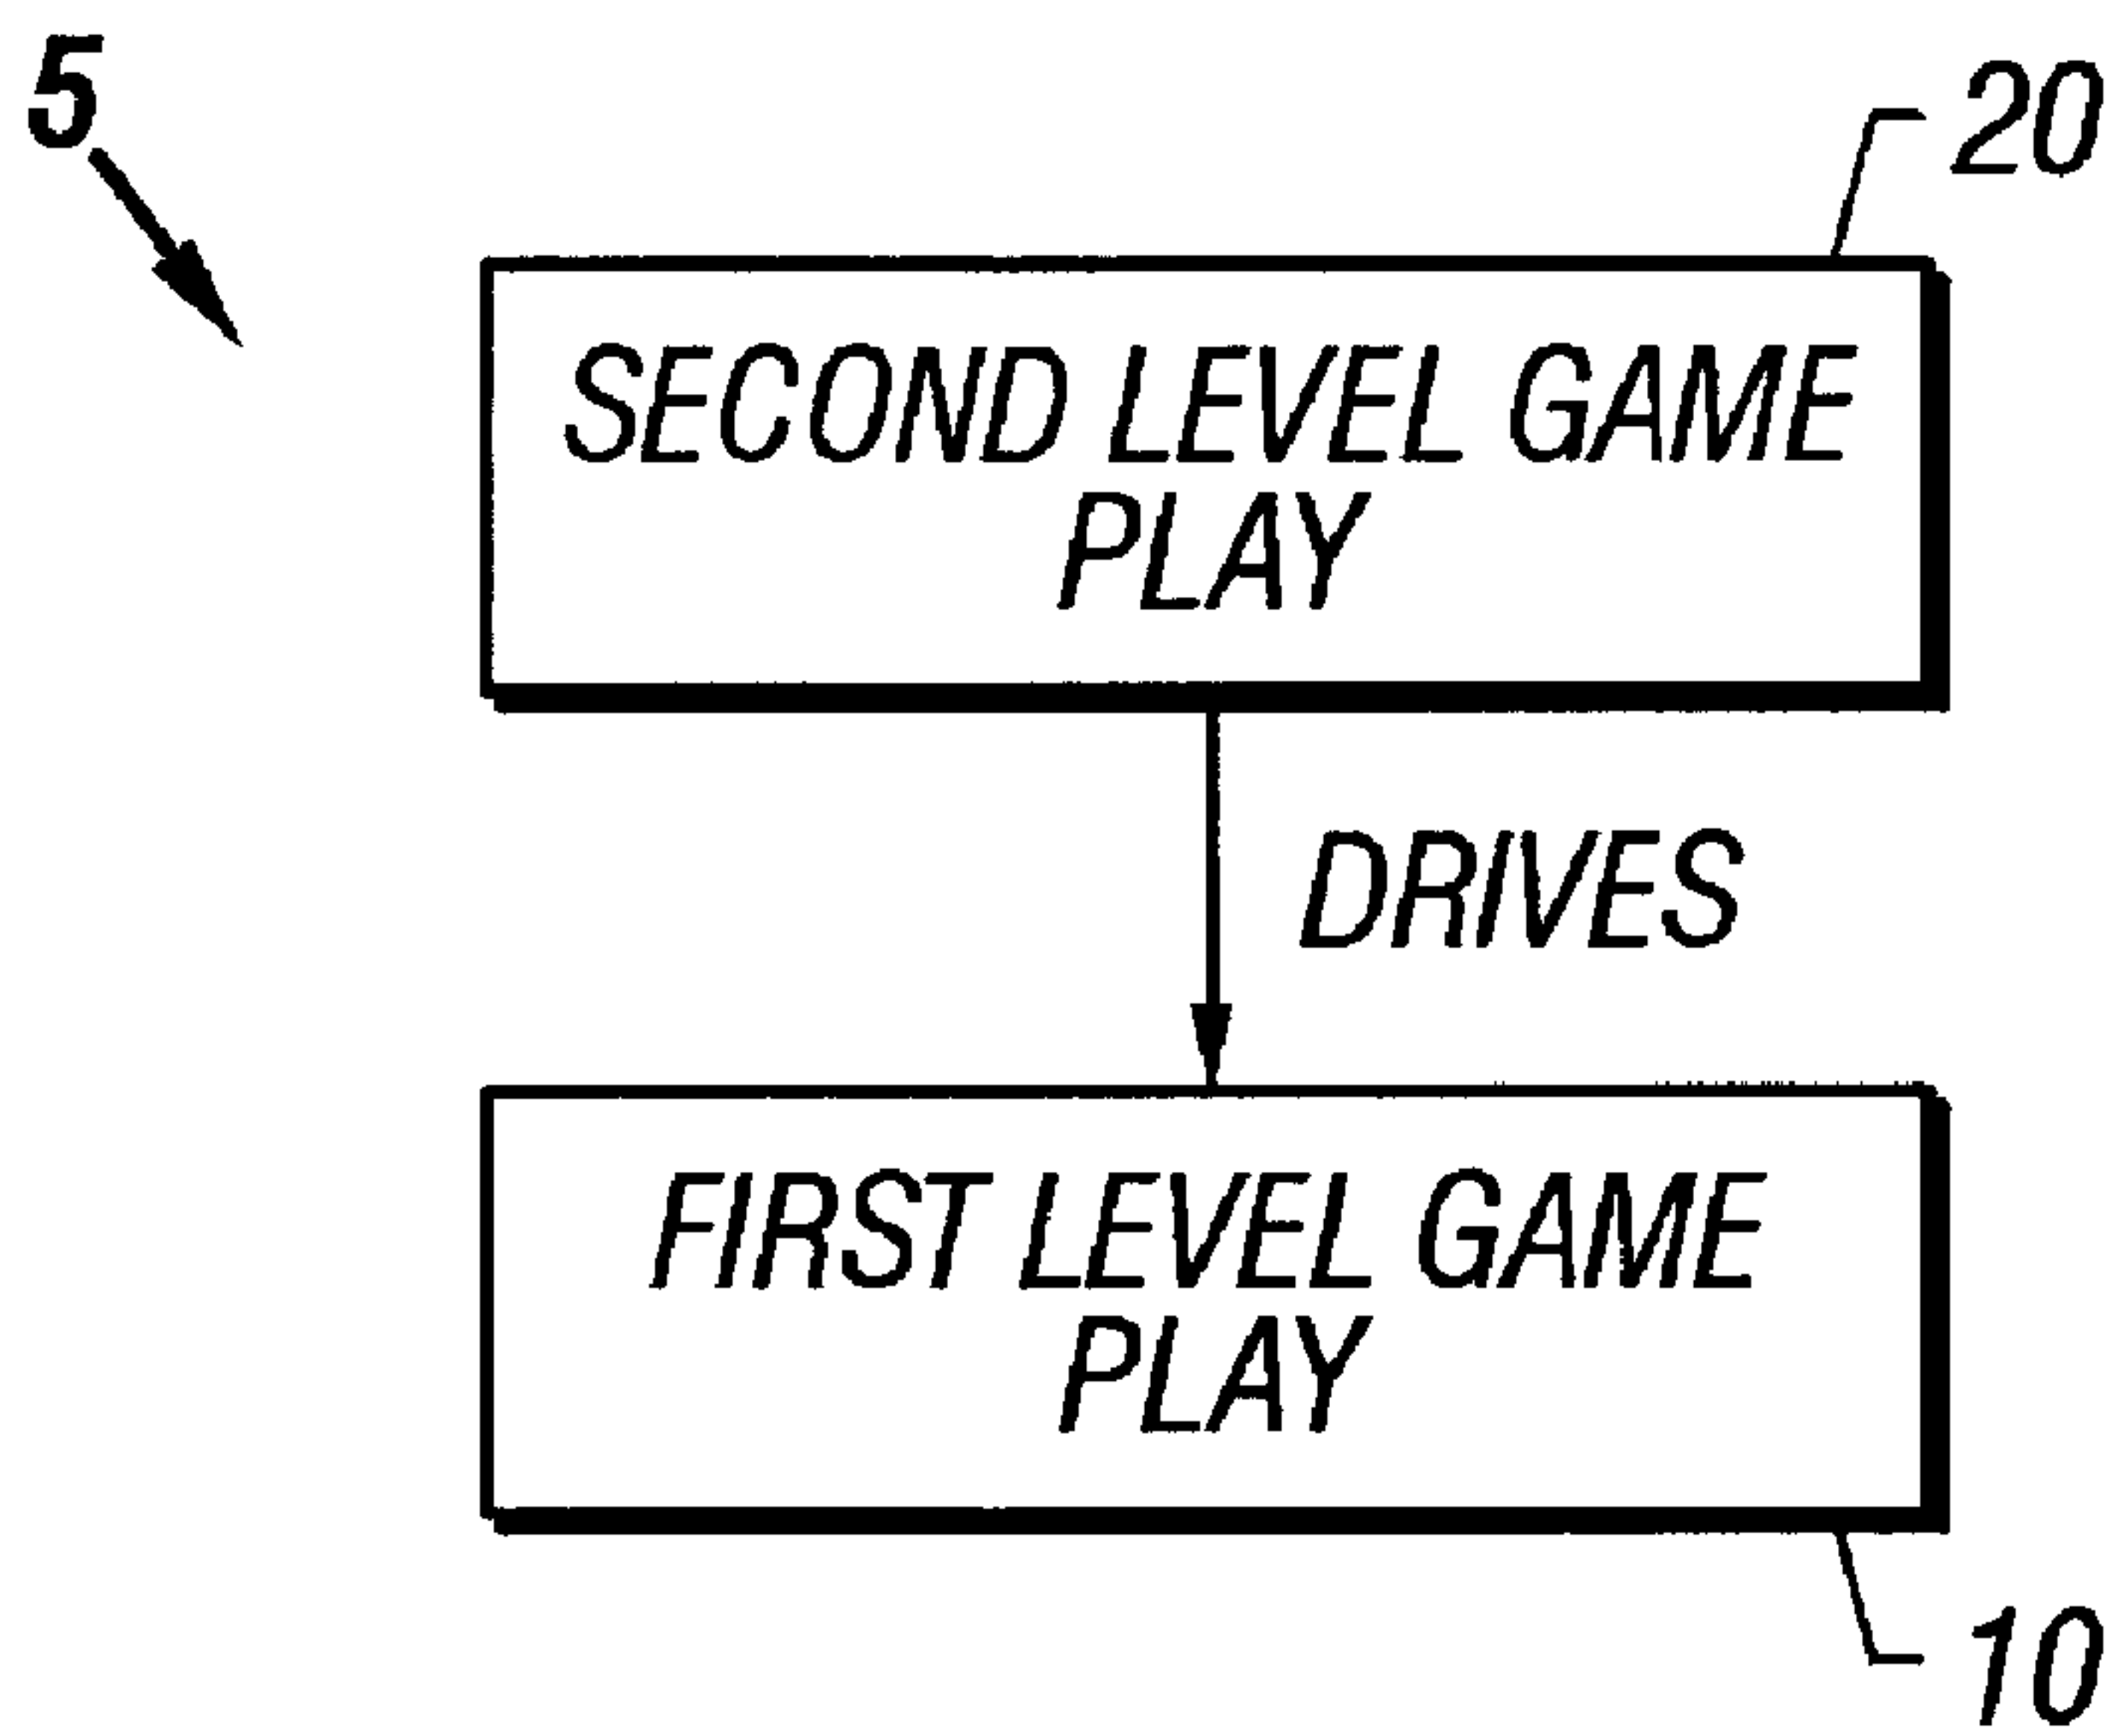 5
20
SECOND LEVEL GAME
PLAY
DRIVES
FIRST LEVEL GAME
PLAY
10